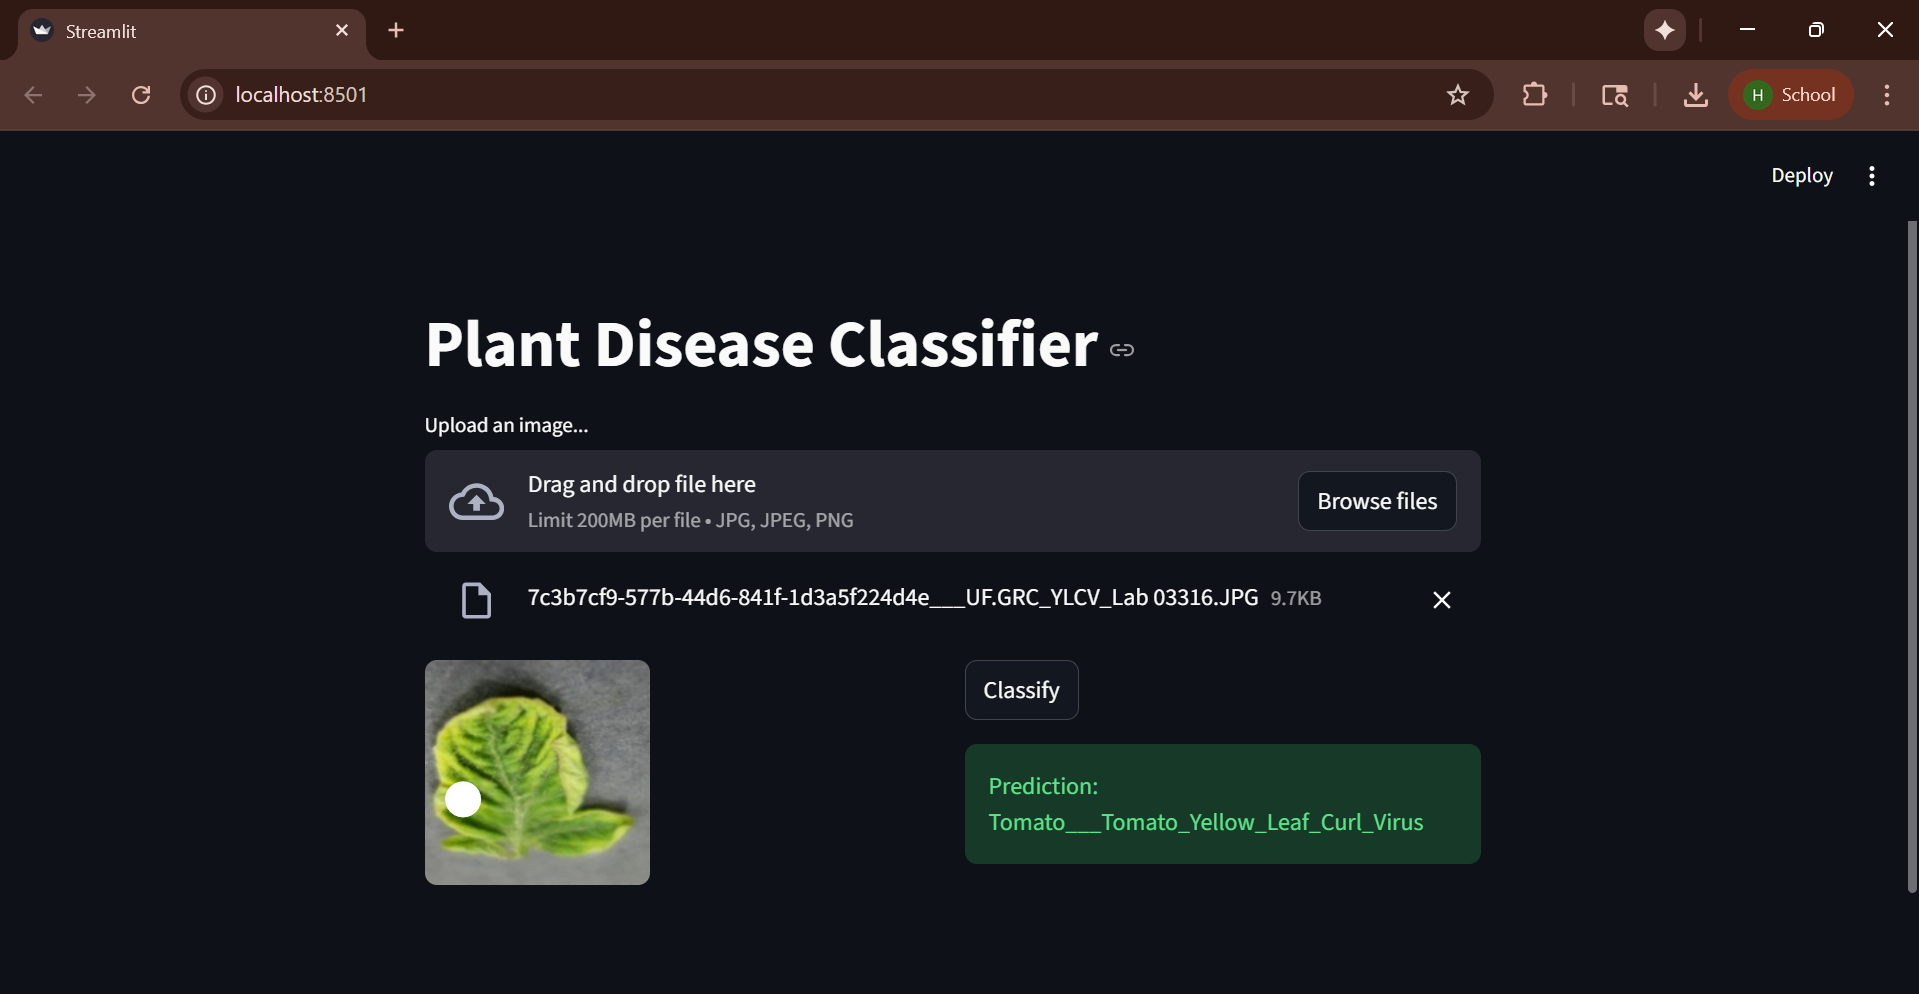 Streamlit
localhost:8501
H School
Deploy
Plant Disease Classifier
Upload an image...
Drag and drop file here
Limit 200MB per file • JPG, JPEG, PNG
Browse files
7c3b7cf9-577b-44d6-841f-1d3a5f224d4e___UF.GRC_YLCV_Lab 03316.JPG 9.7KB
Classify
Prediction:
Tomato___Tomato_Yellow_Leaf_Curl_Virus